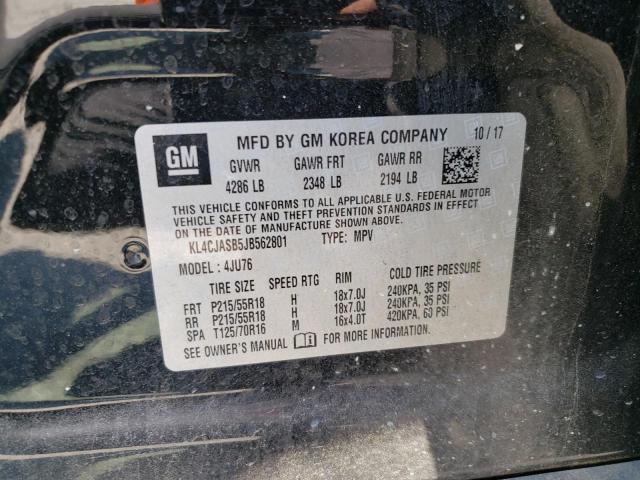 GM
MFD BY GM KOREA COMPANY 10 / 17
GVWR GAWR FRT GAWR RR
4286 LB 2348 LB 2194 LB
THIS VEHICLE CONFORMS TO ALL APPLICABLE U.S. FEDERAL MOTOR
VEHICLE SAFETY AND THEFT PREVENTION STANDARDS IN EFFECT
ON THE DATE OF MANUFACTURE SHOWN ABOVE.
KL4CJASB5JB562801 TYPE: MPV
MODEL : 4JU76
TIRE SIZE SPEED RTG RIM COLD TIRE PRESSURE
FRT P215/55R18 H 18x7.0J 240KPA, 35 PSI
RR P215/55R18 H 18x7.0J 240KPA, 35 PSI
SPA T125/70R16 M 16x4.0T 420KPA, 60 PSI
SEE OWNER'S MANUAL FOR MORE INFORMATION.